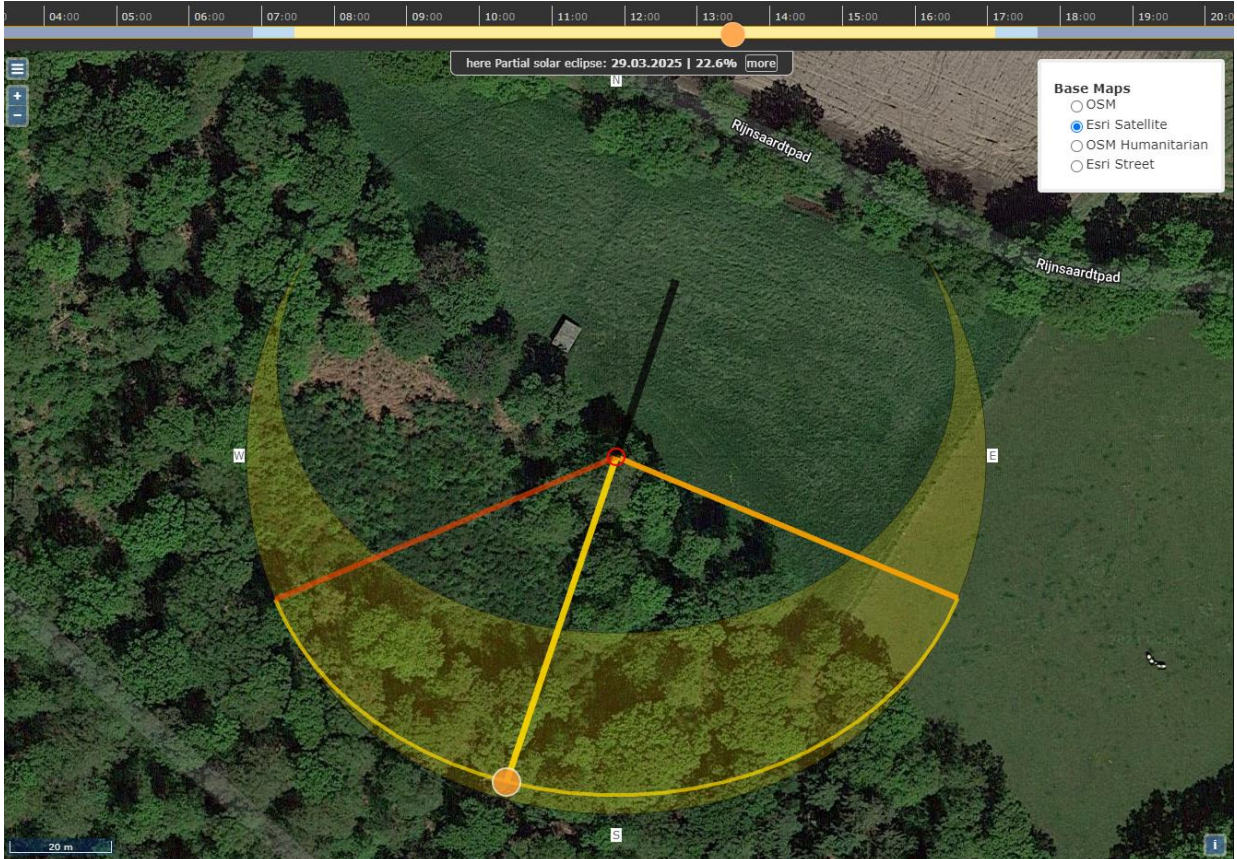 04:00 05:00 06:00 07:00 08:00 09:00 10:00 11:00 12:00 13:00 14:00 15:00 16:00 17:00 18:00 19:00 20:0
here Partial solar eclipse: 29.03.2025 | 22.6% more
N
+
−
Base Maps
OSM
Esri Satellite
OSM Humanitarian
Esri Street
Rijnsaardtpad
Rijnsaardtpad
W
E
S
20 m
i